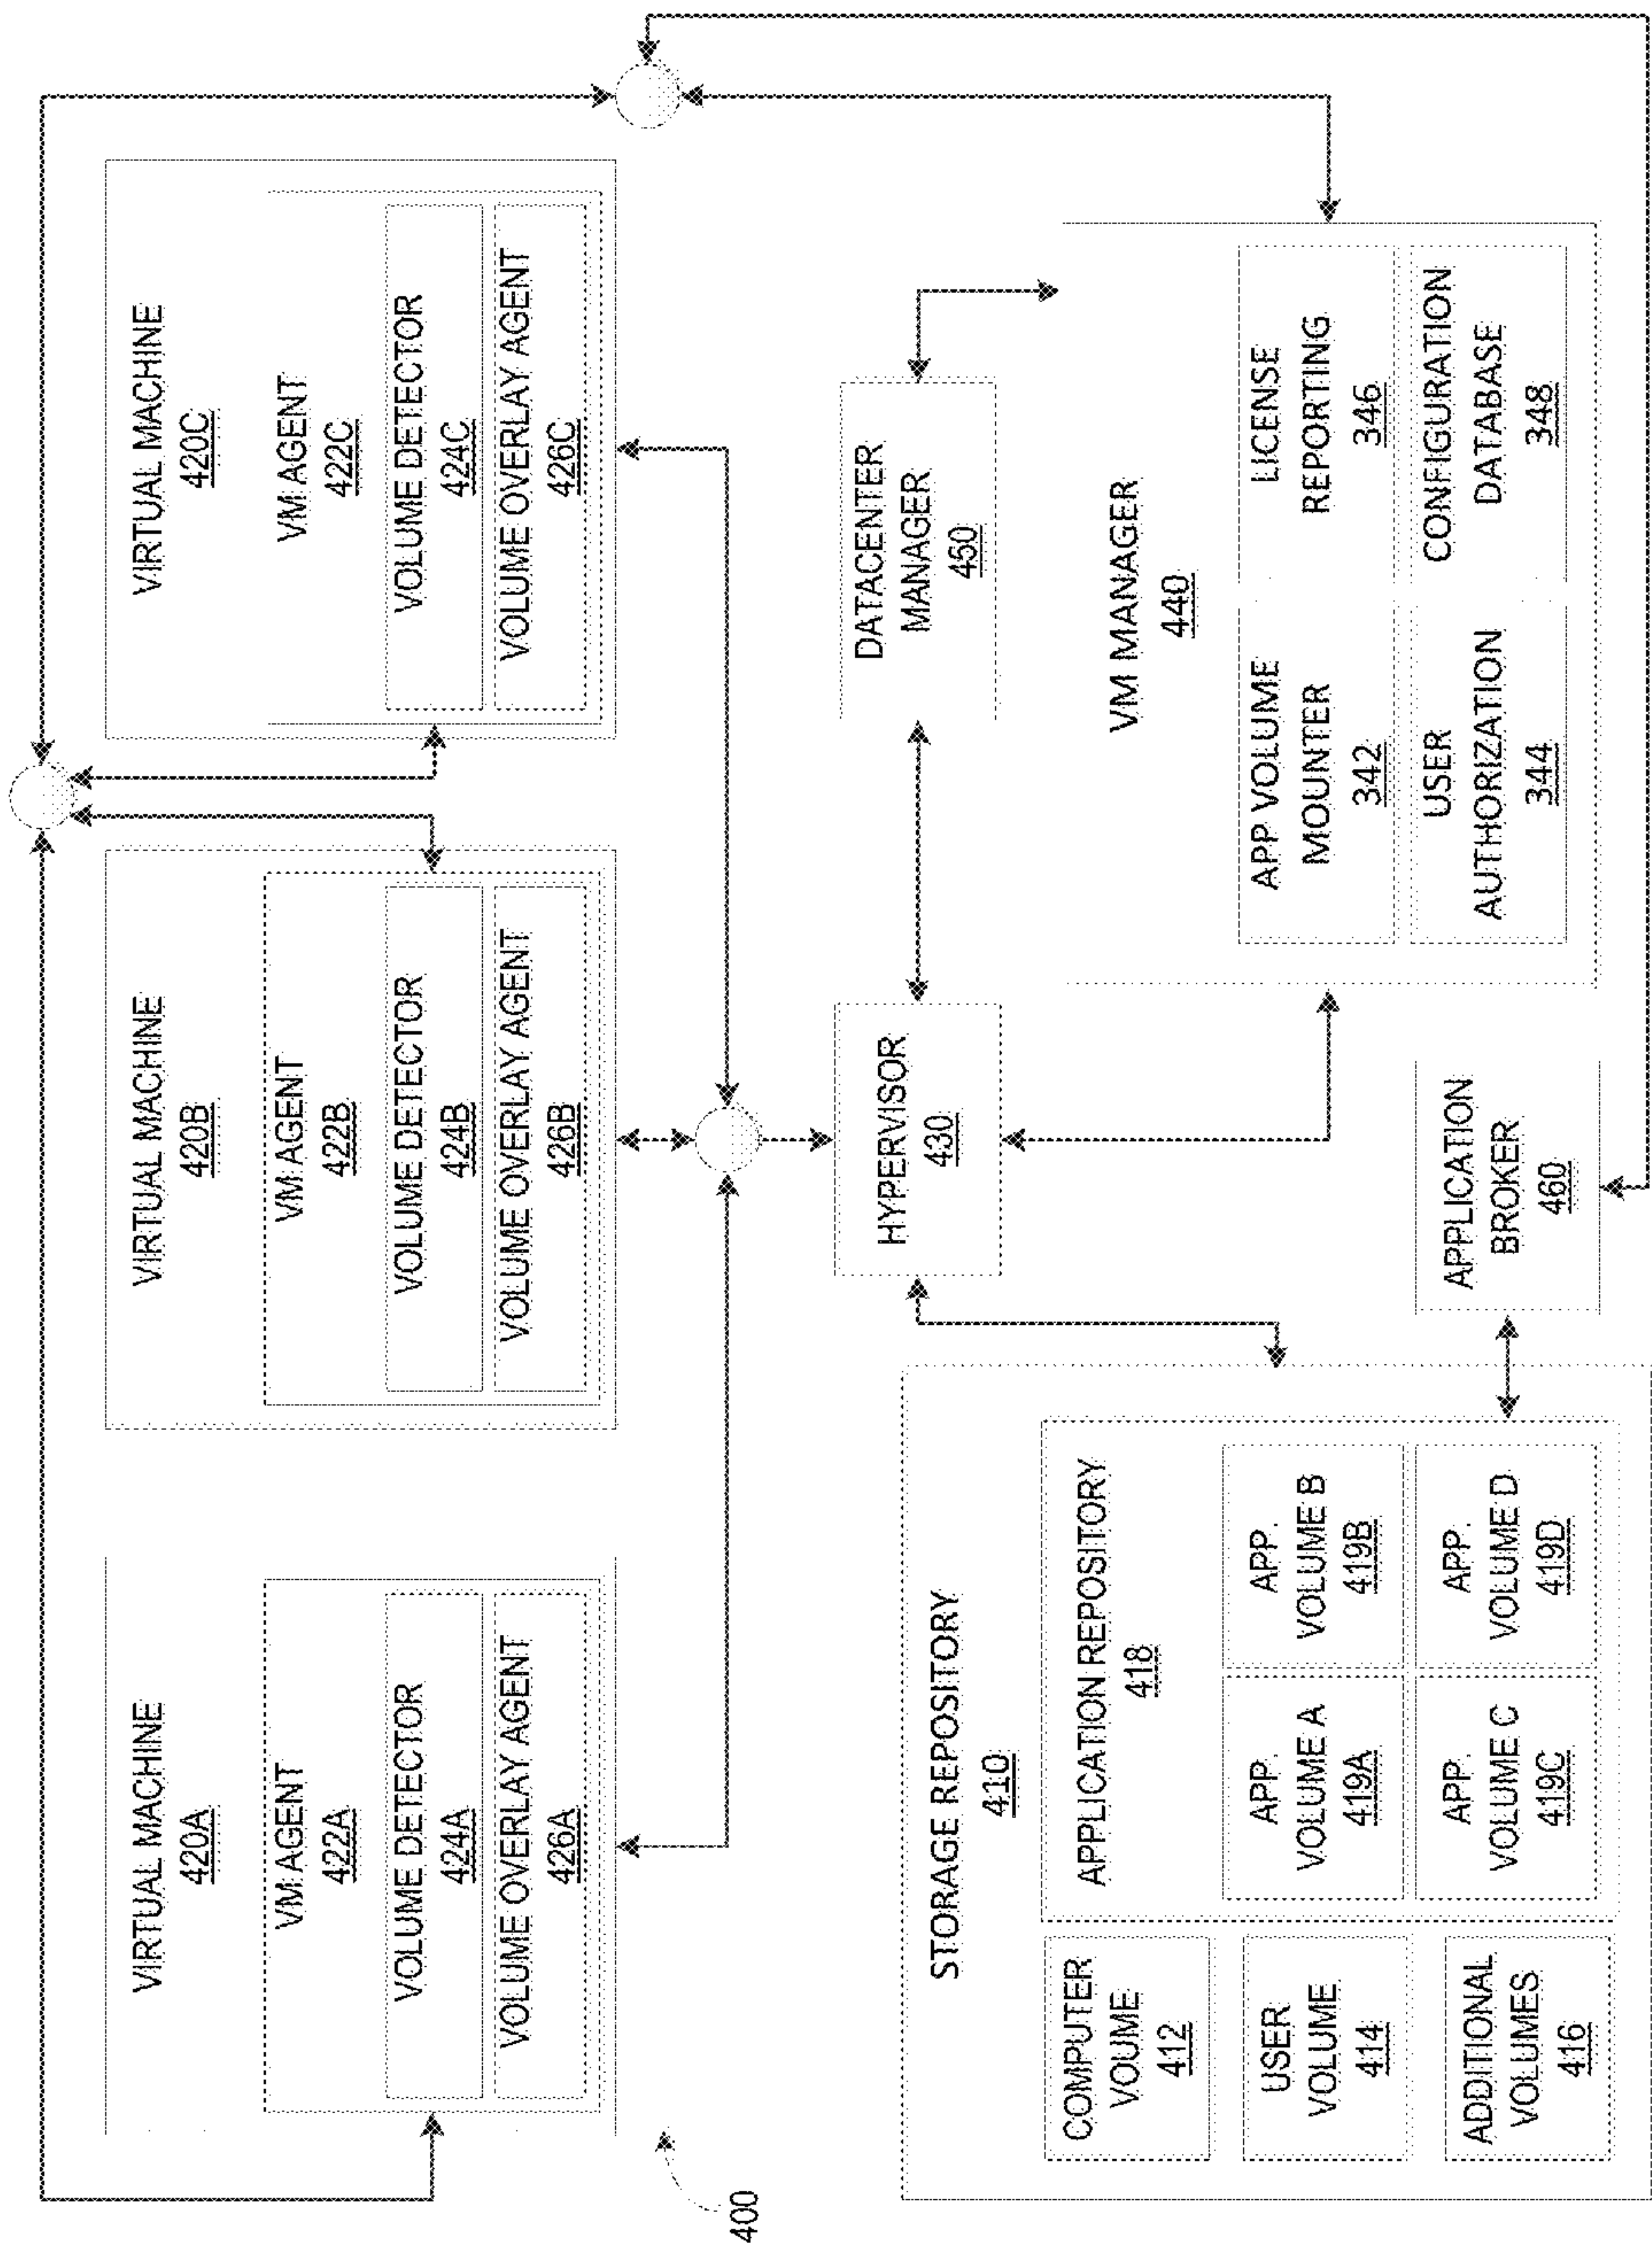 VIRTUAL MACHINE
420A
VM AGENT
422A
VOLUME DETECTOR
424A
VOLUME OVERLAY AGENT
426A
VIRTUAL MACHINE
420B
VM AGENT
422B
VOLUME DETECTOR
424B
VOLUME OVERLAY AGENT
426B
VIRTUAL MACHINE
420C
VM AGENT
422C
VOLUME DETECTOR
424C
VOLUME OVERLAY AGENT
426C
400
HYPERVISOR
430
DATACENTER
MANAGER
450
STORAGE REPOSITORY
410
COMPUTER
VOUME
412
USER
VOLUME
414
ADDITIONAL
VOLUMES
416
APPLICATION REPOSITORY
418
APP.
VOLUME A
419A
APP.
VOLUME B
419B
APP.
VOLUME C
419C
APP.
VOLUME D
419D
APPLICATION
BROKER
460
VM MANAGER
440
APP VOLUME
MOUNTER
342
LICENSE
REPORTING
346
USER
AUTHORIZATION
344
CONFIGURATION
DATABASE
348